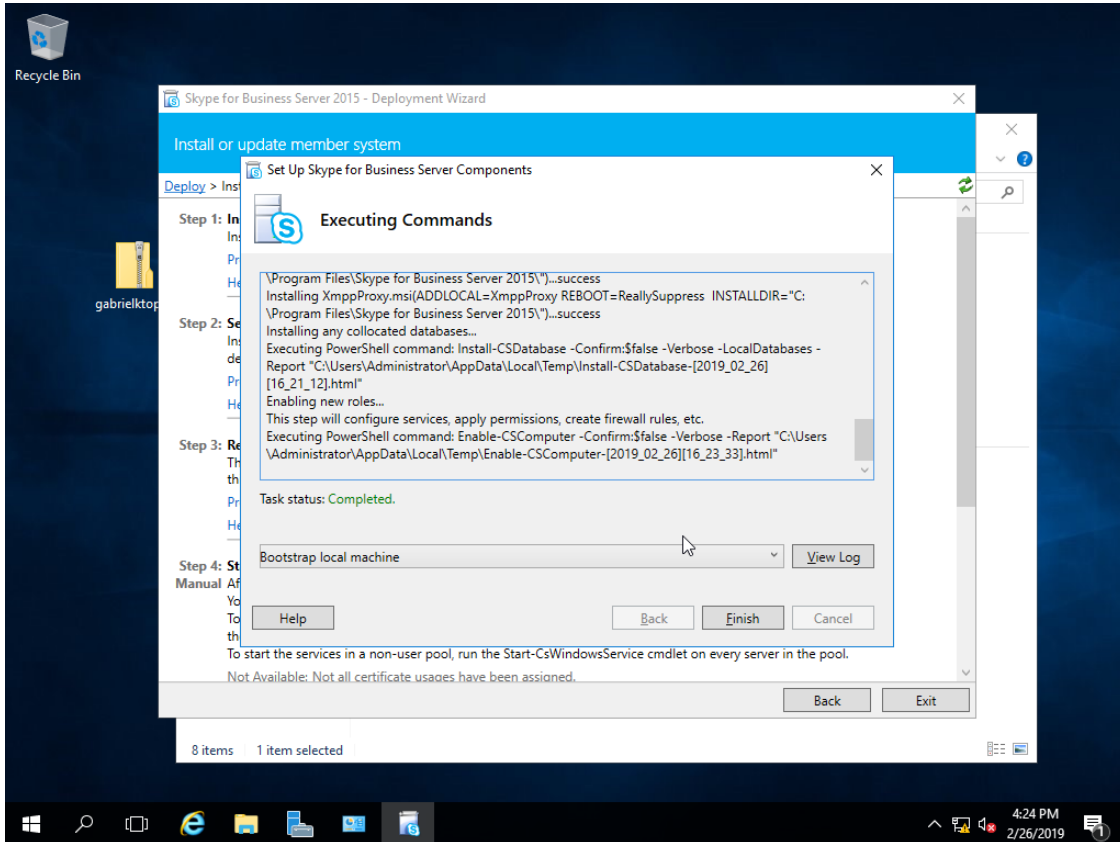 Recycle Bin
Skype for Business Server 2015 - Deployment Wizard
Install or update member system
Set Up Skype for Business Server Components
Deploy > Ins
Executing Commands
Step 1: In
Ins
Pr
He
gabrielktop
\Program Files\Skype for Business Server 2015\")...success
Installing XmppProxy.msi(ADDLOCAL=XmppProxy REBOOT=ReallySuppress  INSTALLDIR="C:
\Program Files\Skype for Business Server 2015\")...success
Installing any collocated databases...
Executing PowerShell command: Install-CSDatabase -Confirm:$false -Verbose -LocalDatabases -
Report "C:\Users\Administrator\AppData\Local\Temp\Install-CSDatabase-[2019_02_26]
[16_21_12].html"
Enabling new roles...
This step will configure services, apply permissions, create firewall rules, etc.
Executing PowerShell command: Enable-CSComputer -Confirm:$false -Verbose -Report "C:\Users
\Administrator\AppData\Local\Temp\Enable-CSComputer-[2019_02_26][16_23_33].html"
Step 2: Se
Ins
de
Pr
He
Step 3: Re
Th
th
Pr
He
Task status: Completed.
Bootstrap local machine
View Log
Step 4: St
Manual Af
Yo
To
th
Help
Back
Finish
Cancel
To start the services in a non-user pool, run the Start-CsWindowsService cmdlet on every server in the pool.
Not Available: Not all certificate usages have been assigned.
Back
Exit
8 items
1 item selected
4:24 PM
2/26/2019
1